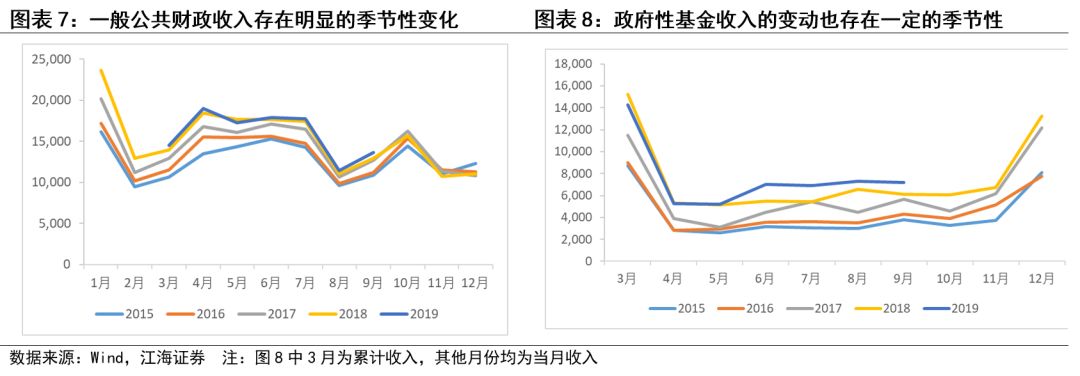 图表 7：一般公共财政收入存在明显的季节性变化
25,000
20,000
15,000
10,000
5,000
0
1月 2月 3月 4月 5月 6月 7月 8月 9月 10月 11月 12月
2015 2016 2017 2018 2019
图表 8：政府性基金收入的变动也存在一定的季节性
18,000
16,000
14,000
12,000
10,000
8,000
6,000
4,000
2,000
0
3月 4月 5月 6月 7月 8月 9月 10月 11月 12月
2015 2016 2017 2018 2019
数据来源：Wind，江海证券 注：图 8 中 3 月为累计收入，其他月份均为当月收入